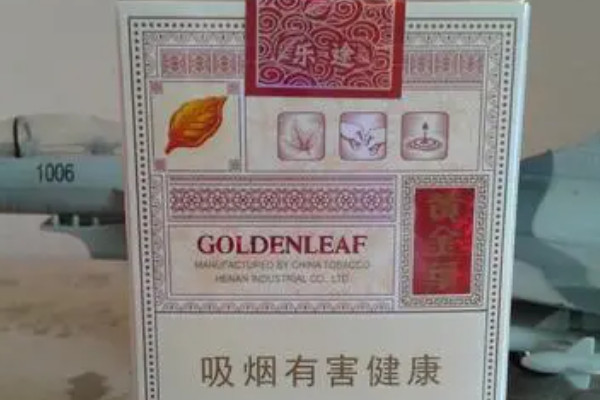 乐途
1006
GOLDENLEAF
MANUFACTURED BY CHINA TOBACCO
HENAN INDUSTRIAL CO., LTD.
黄金叶
吸烟有害健康